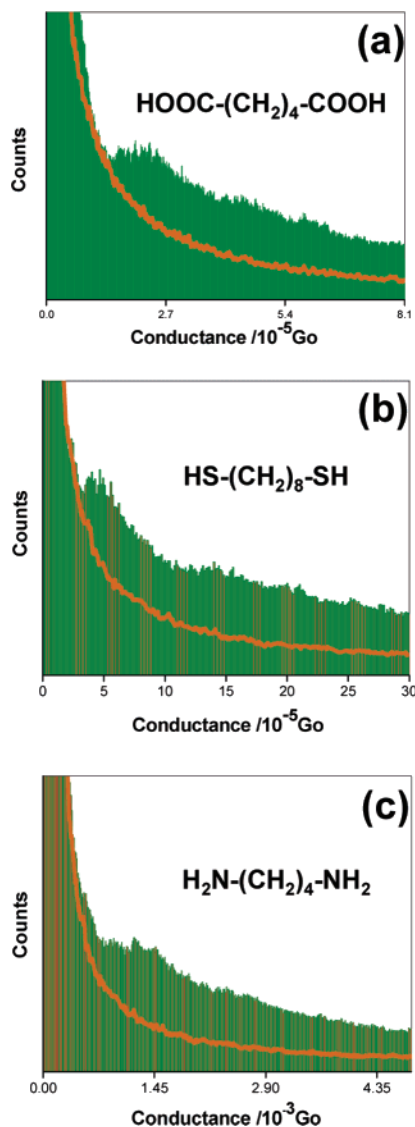 (a)
HOOC-(CH2)4-COOH
Counts
0.0 2.7 5.4 8.1
Conductance /10^-5Go
(b)
HS-(CH2)8-SH
Counts
0 5 10 15 20 25 30
Conductance /10^-5Go
(c)
H2N-(CH2)4-NH2
Counts
0.00 1.45 2.90 4.35
Conductance /10^-3Go